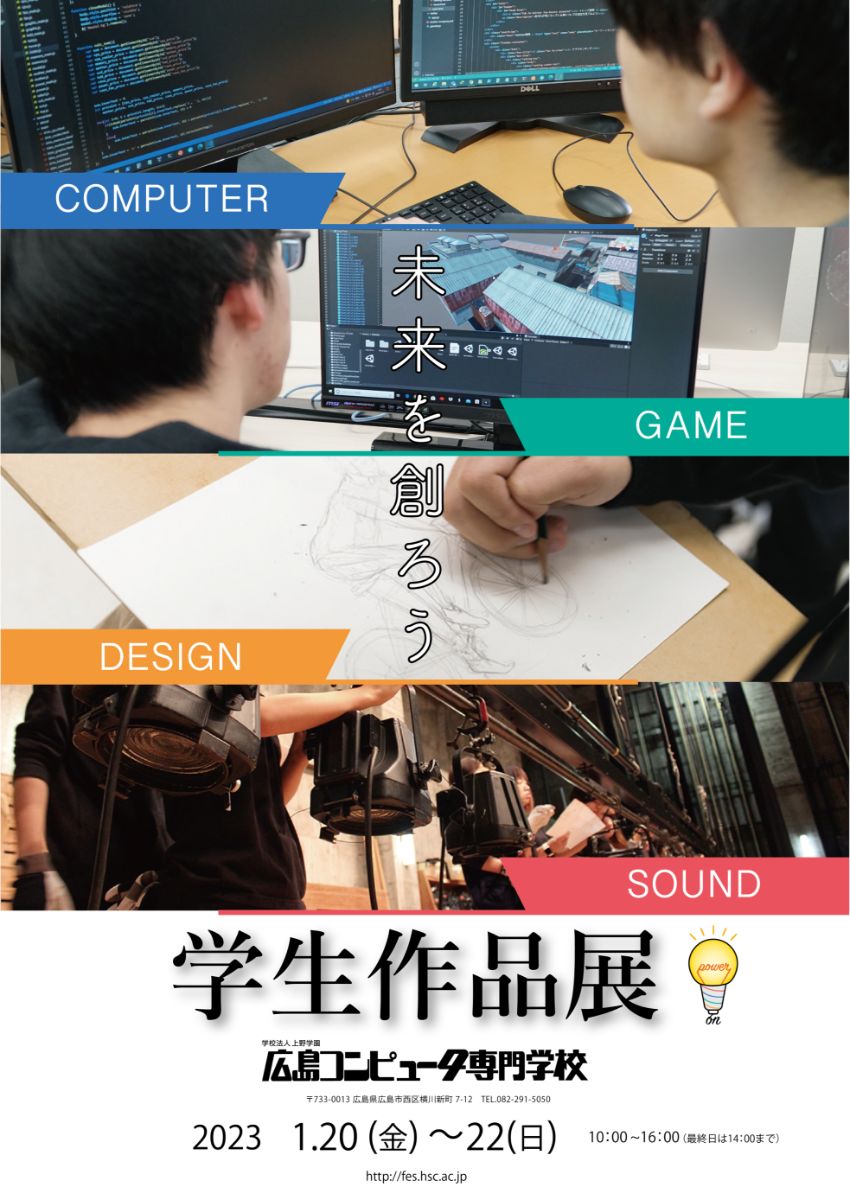 DELL
COMPUTER
未来を創ろう
GAME
DESIGN
SOUND
学生作品展
power
on
学校法人 上野学園
広島コンピュータ専門学校
〒733-0013 広島県広島市西区横川新町 7-12　TEL.082-291-5050
2023　1.20 (金) 〜22(日)　10:00~16:00 (最終日は14:00まで)
http://fes.hsc.ac.jp